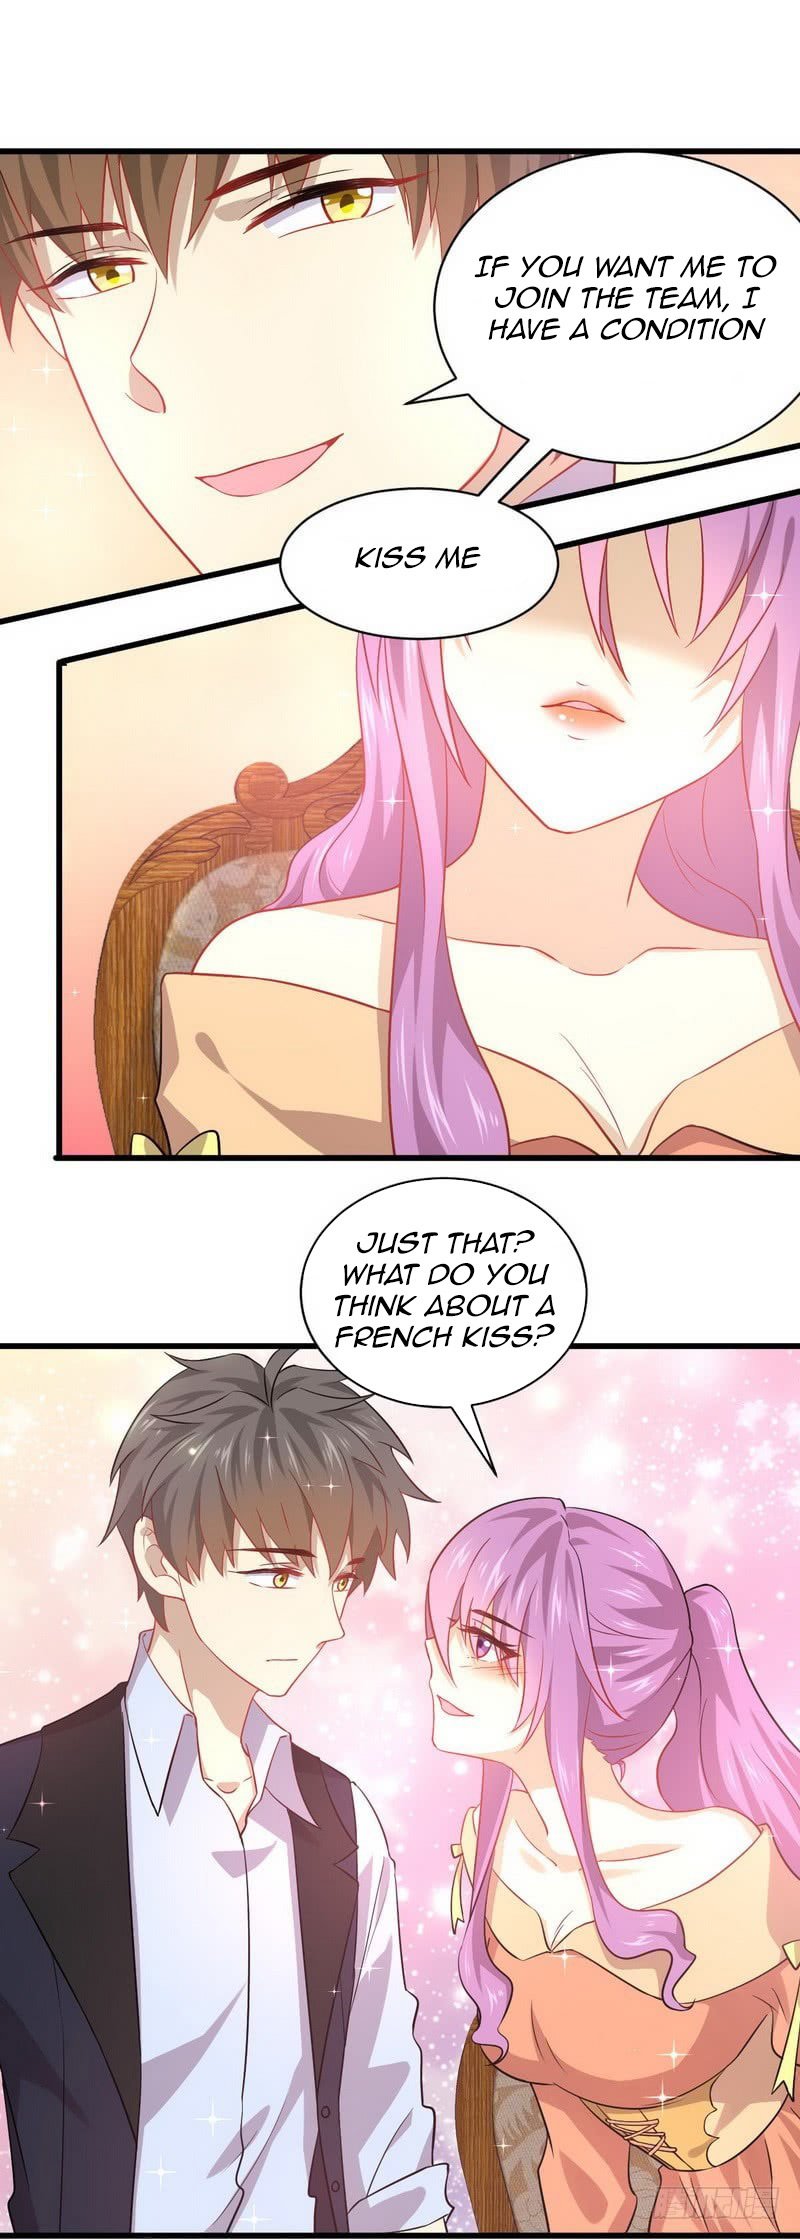 IF YOU WANT ME TO
JOIN THE TEAM, I
HAVE A CONDITION
KISS ME
JUST THAT?
WHAT DO YOU
THINK ABOUT A
FRENCH KISS?